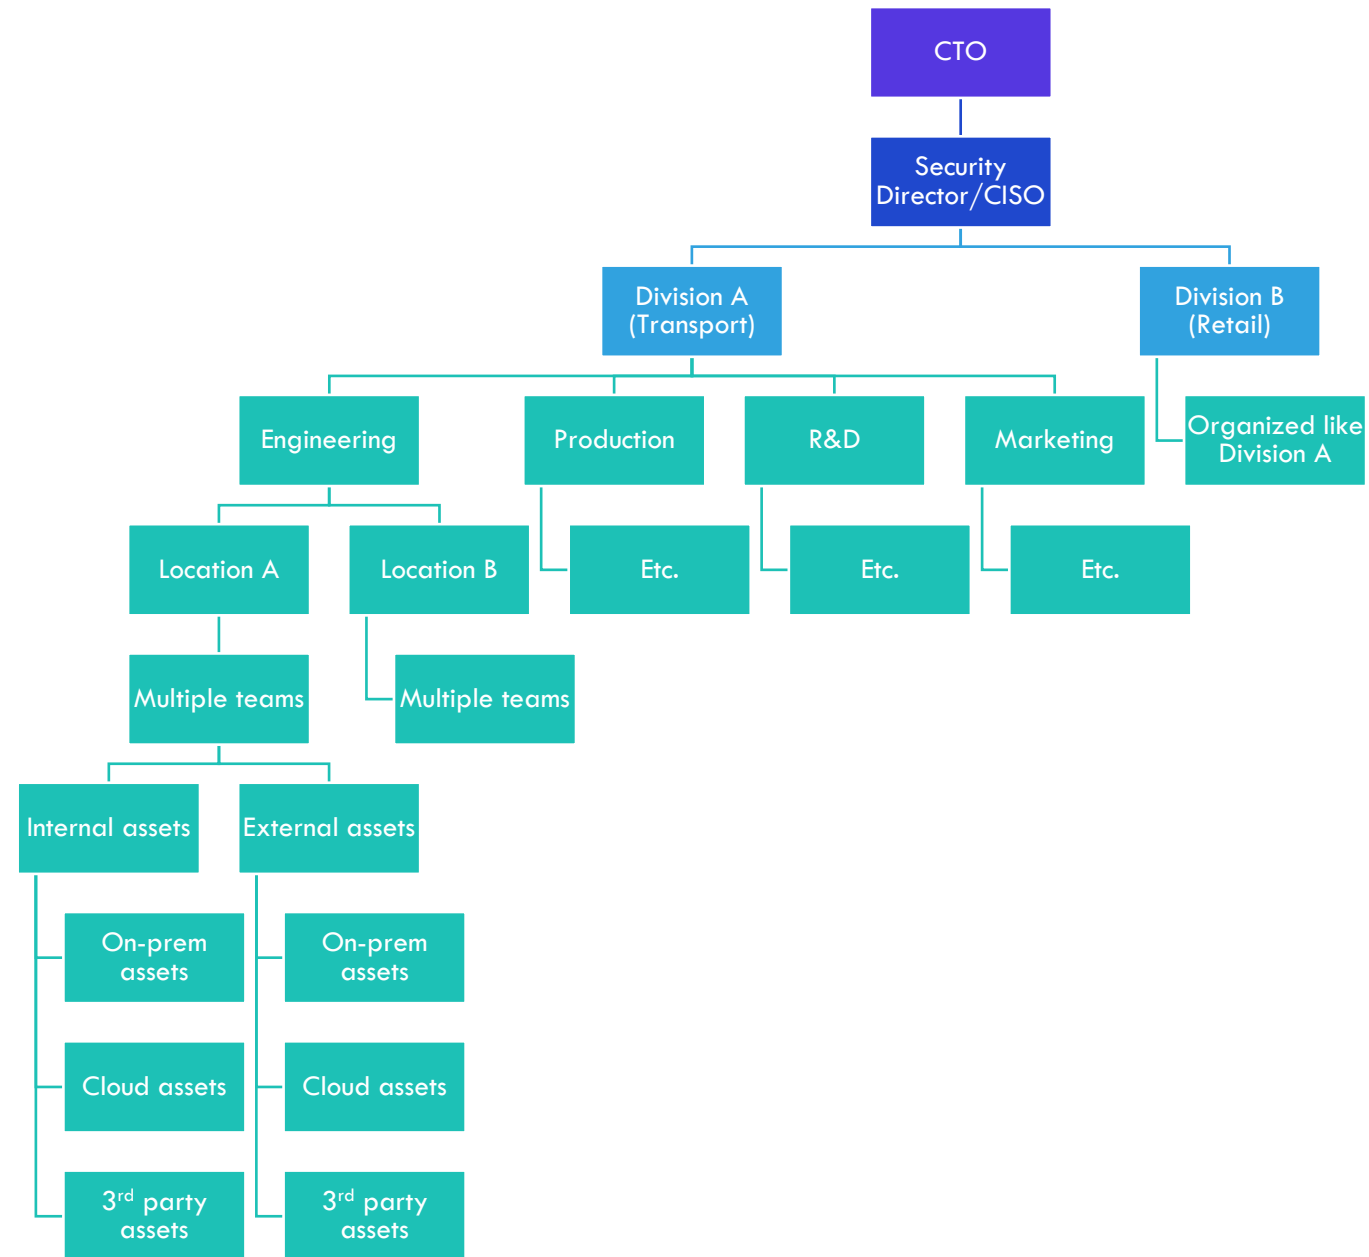 CTO
Security
Director/CISO
Division A
(Transport)
Division B
(Retail)
Engineering
Production
R&D
Marketing
Organized like
Division A
Location A
Location B
Etc.
Etc.
Etc.
Multiple teams
Multiple teams
Internal assets
External assets
On-prem
assets
On-prem
assets
Cloud assets
Cloud assets
3rd party
assets
3rd party
assets